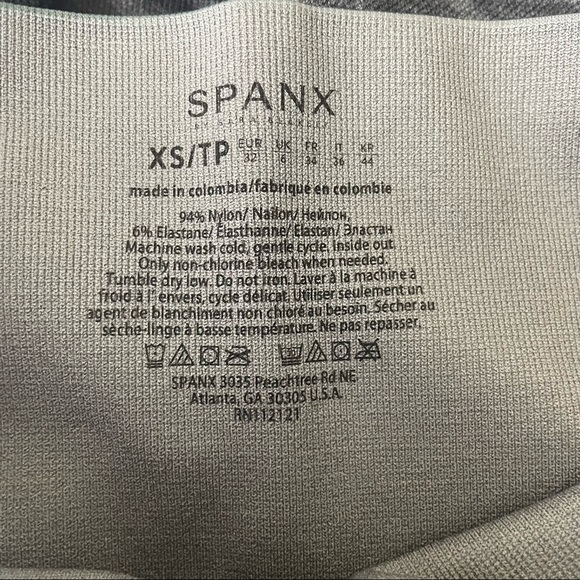 SPANX
BY SARA BLAKELY
XS/TP EUR 32 UK 6 FR 34 IT 36 KR 44
made in colombia/fabrique en colombie
94% Nylon/ Nailon/ Нейлон,
6% Elastane/ Élasthanne/ Elastan/ Эластан
Machine wash cold, gentle cycle. Inside out.
Only non-chlorine bleach when needed.
Tumble dry low. Do not iron. Laver à la machine à
froid à l'envers, cycle délicat. Utiliser seulement un
agent de blanchiment non chloré au besoin. Sécher au
sèche-linge à basse température. Ne pas repasser.
SPANX 3035 Peachtree Rd NE
Atlanta, GA 30305 U.S.A.
RN112121